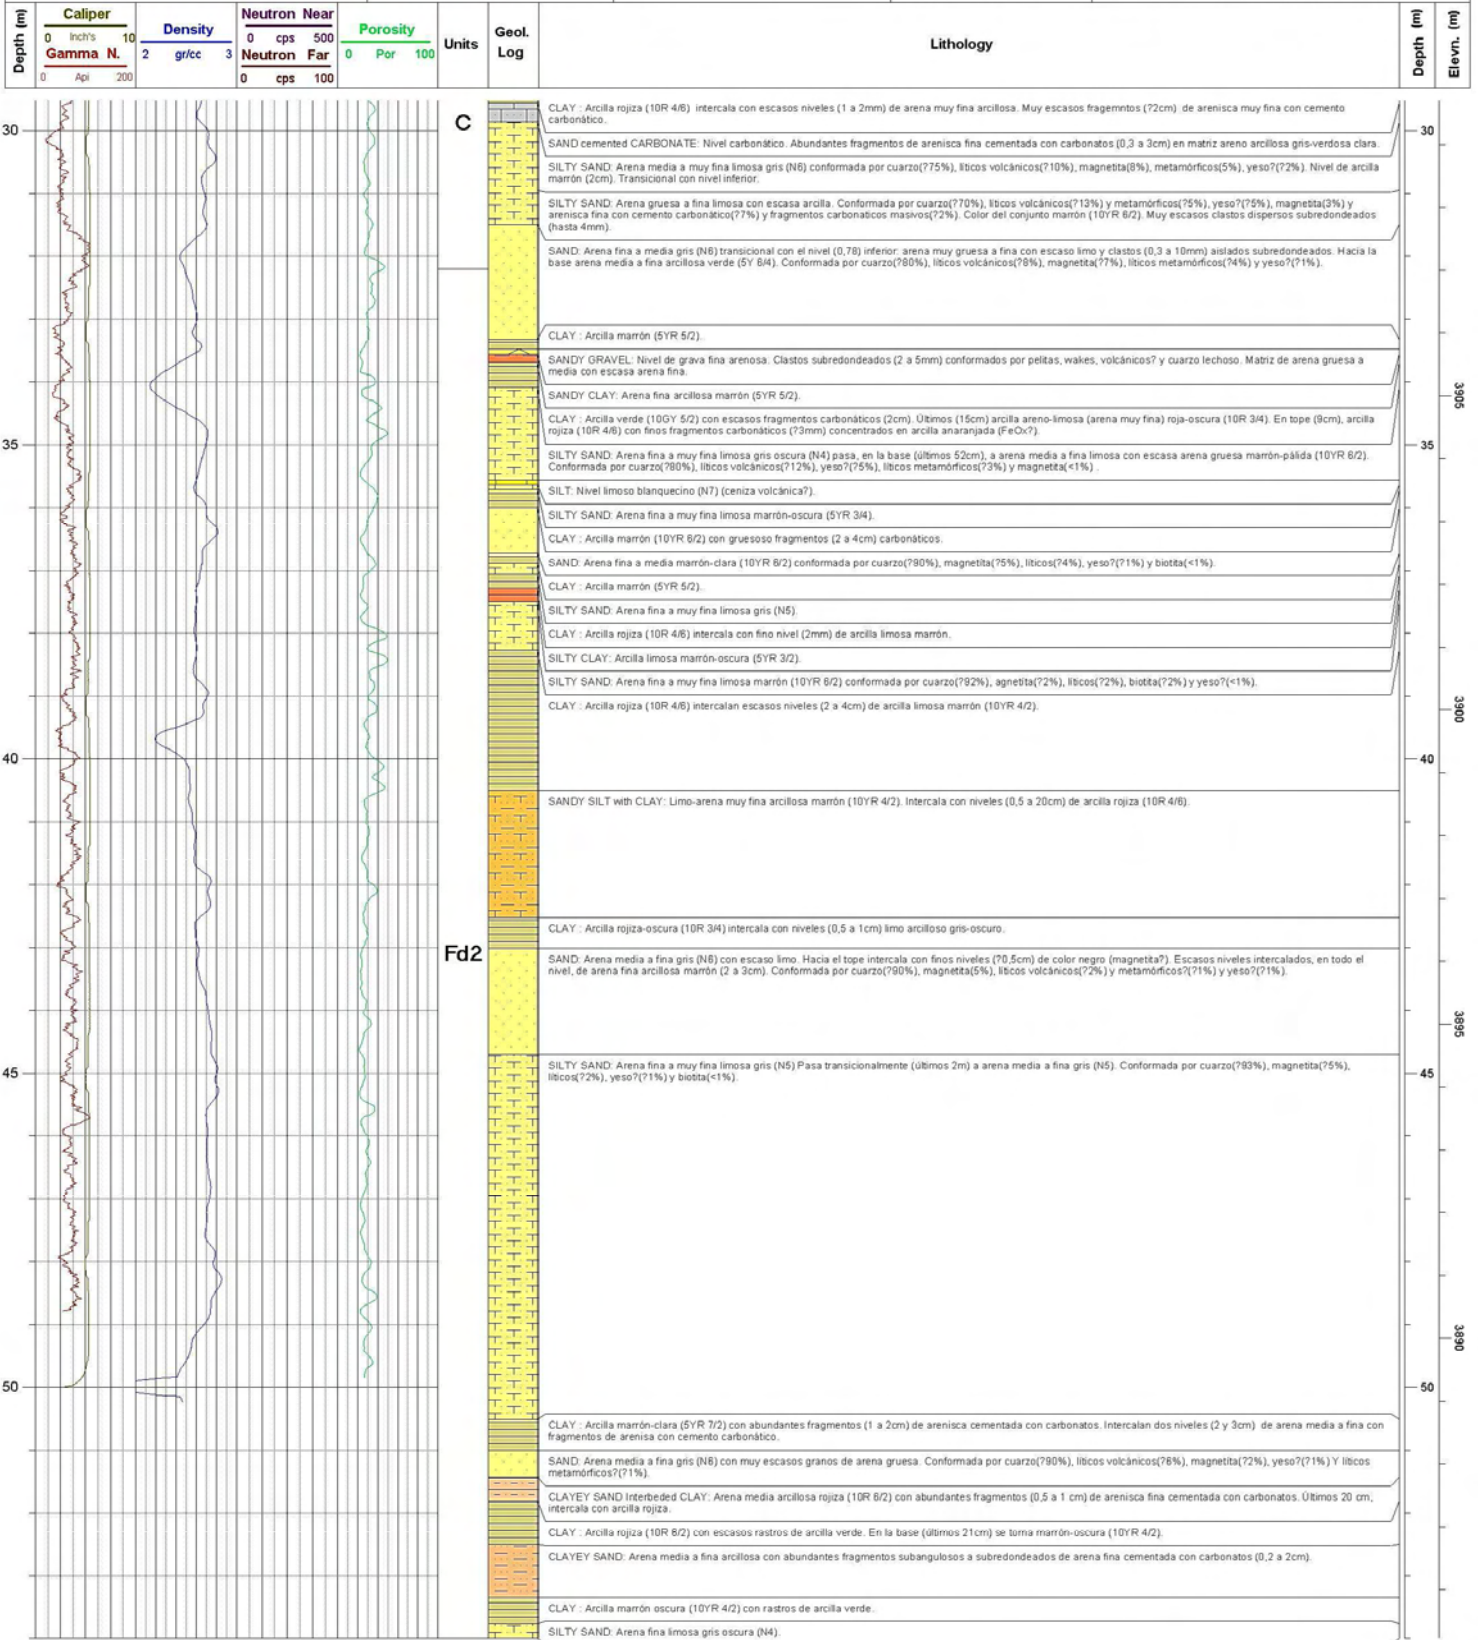 Depth (m)
Caliper
0 Inch's 10
Gamma N.
0 Api 200
Density
2 gr/cc 3
Neutron Near
0 cps 500
Neutron Far
0 cps 100
Porosity
0 Por 100
Units
Geol.
Log
Lithology
Depth (m)
Elevn. (m)
C
Fd2
30
35
40
45
50
CLAY : Arcilla rojiza (10R 4/6) intercala con escasos niveles (1 a 2mm) de arena muy fina arcillosa. Muy escasos fragemntos (?2cm) de arenisca muy fina con cemento
carbonático.
SAND cemented CARBONATE: Nivel carbonático. Abundantes fragmentos de arenisca fina cementada con carbonatos (0,3 a 3cm) en matriz areno arcillosa gris-verdosa clara.
SILTY SAND: Arena media a muy fina limosa gris (N6) conformada por cuarzo(?75%), líticos volcánicos(?10%), magnetita(8%), metamórficos(5%), yeso?(?2%). Nivel de arcilla
marrón (2cm). Transicional con nivel inferior.
SILTY SAND: Arena gruesa a fina limosa con escasa arcilla. Conformada por cuarzo(?70%), líticos volcánicos(?13%) y metamórficos(?5%), yeso?(?5%), magnetita(3%) y
arenisca fina con cemento carbonático(?7%) y fragmentos carbonaticos masivos(?2%). Color del conjunto marrón (10YR 6/2). Muy escasos clastos dispersos subredondeados
(hasta 4mm).
SAND: Arena fina a media gris (N6) transicional con el nivel (0,78) inferior: arena muy gruesa a fina con escaso limo y clastos (0,3 a 10mm) aislados subredondeados. Hacia la
base arena media a fina arcillosa verde (5Y 6/4). Conformada por cuarzo(?80%), líticos volcánicos(?8%), magnetita(?7%), líticos metamórficos(?4%) y yeso?(?1%).
CLAY : Arcilla marrón (5YR 5/2).
SANDY GRAVEL: Nivel de grava fina arenosa. Clastos subredondeados (2 a 5mm) conformados por pelitas, wakes, volcánicos? y cuarzo lechoso. Matriz de arena gruesa a
media con escasa arena fina.
SANDY CLAY: Arena fina arcillosa marrón (5YR 5/2).
CLAY : Arcilla verde (10GY 5/2) con escasos fragmentos carbonáticos (2cm). Últimos (15cm) arcilla areno-limosa (arena muy fina) roja-oscura (10R 3/4). En tope (9cm), arcilla
rojiza (10R 4/6) con finos fragmentos carbonáticos (?3mm) concentrados en arcilla anaranjada (FeOx?).
SILTY SAND: Arena fina a muy fina limosa gris oscura (N4) pasa, en la base (últimos 52cm), a arena media a fina limosa con escasa arena gruesa marrón-pálida (10YR 6/2).
Conformada por cuarzo(?80%), líticos volcánicos(?12%), yeso?(?5%), líticos metamórficos(?3%) y magnetita(<1%) .
SILT: Nivel limoso blanquecino (N7) (ceniza volcánica?).
SILTY SAND: Arena fina a muy fina limosa marrón-oscura (5YR 3/4).
CLAY : Arcilla marrón (10YR 6/2) con gruesoso fragmentos (2 a 4cm) carbonáticos.
SAND: Arena fina a media marrón-clara (10YR 6/2) conformada por cuarzo(?90%), magnetíta(?5%), líticos(?4%), yeso?(?1%) y biotita(<1%).
CLAY : Arcilla marrón (5YR 5/2).
SILTY SAND: Arena fina a muy fina limosa gris (N5).
CLAY : Arcilla rojiza (10R 4/6) intercala con fino nivel (2mm) de arcilla limosa marrón.
SILTY CLAY: Arcilla limosa marrón-oscura (5YR 3/2).
SILTY SAND: Arena fina a muy fina limosa marrón (10YR 6/2) conformada por cuarzo(?92%), agnetita(?2%), líticos(?2%), biotita(?2%) y yeso?(<1%).
CLAY : Arcilla rojiza (10R 4/6) intercalan escasos niveles (2 a 4cm) de arcilla limosa marrón (10YR 4/2).
SANDY SILT with CLAY: Limo-arena muy fina arcillosa marrón (10YR 4/2). Intercala con niveles (0,5 a 20cm) de arcilla rojiza (10R 4/6).
CLAY : Arcilla rojiza-oscura (10R 3/4) intercala con niveles (0,5 a 1cm) limo arcilloso gris-oscuro.
SAND: Arena media a fina gris (N6) con escaso limo. Hacia el tope intercala con finos niveles (?0,5cm) de color negro (magnetita?). Escasos niveles intercalados, en todo el
nivel, de arena fina arcillosa marrón (2 a 3cm). Conformada por cuarzo(?90%), magnetita(5%), líticos volcánicos(?2%) y metamórficos?(?1%) y yeso?(?1%).
SILTY SAND: Arena fina a muy fina limosa gris (N5) Pasa transicionalmente (últimos 2m) a arena media a fina gris (N5). Conformada por cuarzo(?93%), magnetita(?5%),
líticos(?2%), yeso?(?1%) y biotita(<1%).
CLAY : Arcilla marrón-clara (5YR 7/2) con abundantes fragmentos (1 a 2cm) de arenisca cementada con carbonatos. Intercalan dos niveles (2 y 3cm) de arena media a fina con
fragmentos de arenisa con cemento carbonático.
SAND: Arena media a fina gris (N6) con muy escasos granos de arena gruesa. Conformada por cuarzo(?90%), líticos volcánicos(?6%), magnetita(?2%), yeso?(?1%) Y líticos
metamórficos?(?1%).
CLAYEY SAND Interbeded CLAY: Arena media arcillosa rojiza (10R 6/2) con abundantes fragmentos (0,5 a 1 cm) de arenisca fina cementada con carbonatos. Últimos 20 cm,
intercala con arcilla rojiza.
CLAY : Arcilla rojiza (10R 6/2) con escasos rastros de arcilla verde. En la base (últimos 21cm) se torna marrón-oscura (10YR 4/2).
CLAYEY SAND: Arena media a fina arcillosa con abundantes fragmentos subangulosos a subredondeados de arena fina cementada con carbonatos (0,2 a 2cm).
CLAY : Arcilla marrón oscura (10YR 4/2) con rastros de arcilla verde.
SILTY SAND: Arena fina limosa gris oscura (N4).
30
35
40
45
50
3905
3900
3895
3890